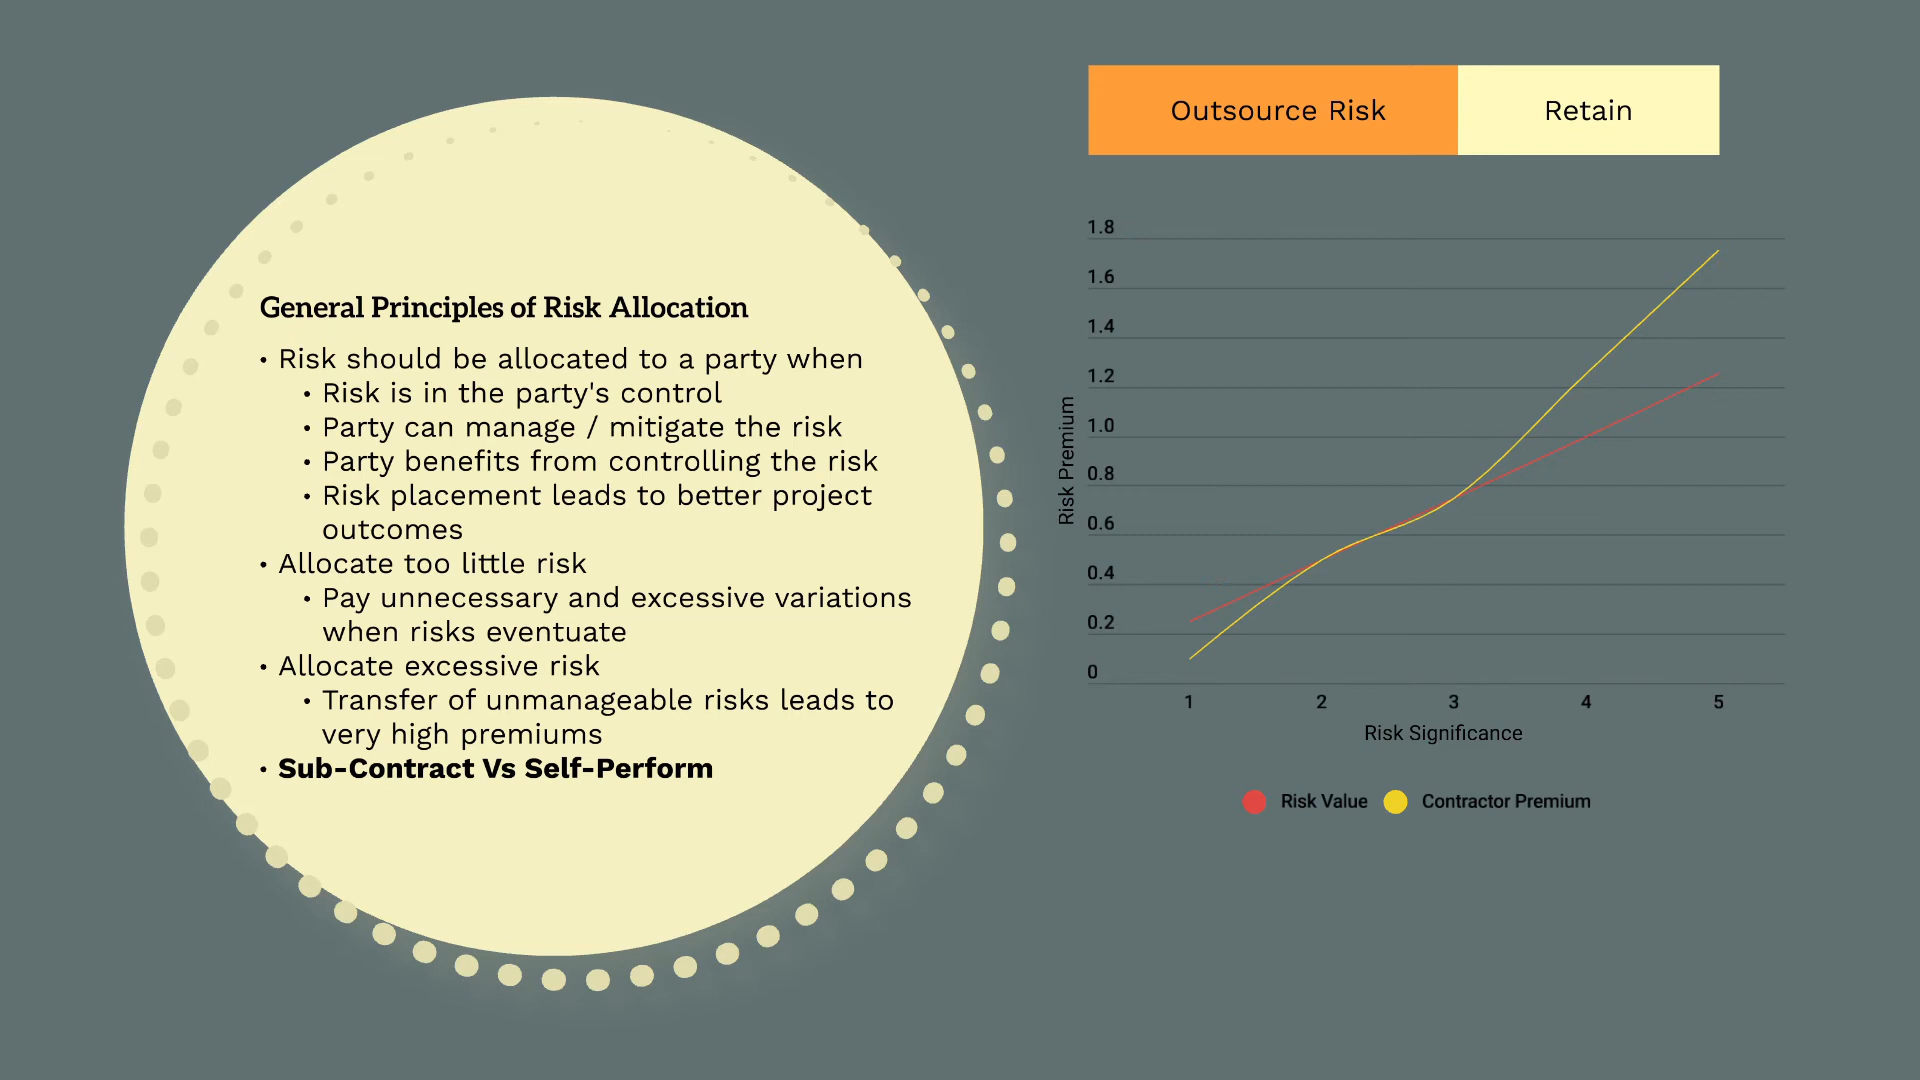 General Principles of Risk Allocation
• Risk should be allocated to a party when
• Risk is in the party's control
• Party can manage / mitigate the risk
• Party benefits from controlling the risk
• Risk placement leads to better project
outcomes
• Allocate too little risk
• Pay unnecessary and excessive variations
when risks eventuate
• Allocate excessive risk
• Transfer of unmanageable risks leads to
very high premiums
• Sub-Contract Vs Self-Perform
Outsource Risk
Retain
1.8
1.6
1.4
1.2
1.0
0.8
0.6
0.4
0.2
0
Risk Premium
1 2 3 4 5
Risk Significance
Risk Value
Contractor Premium